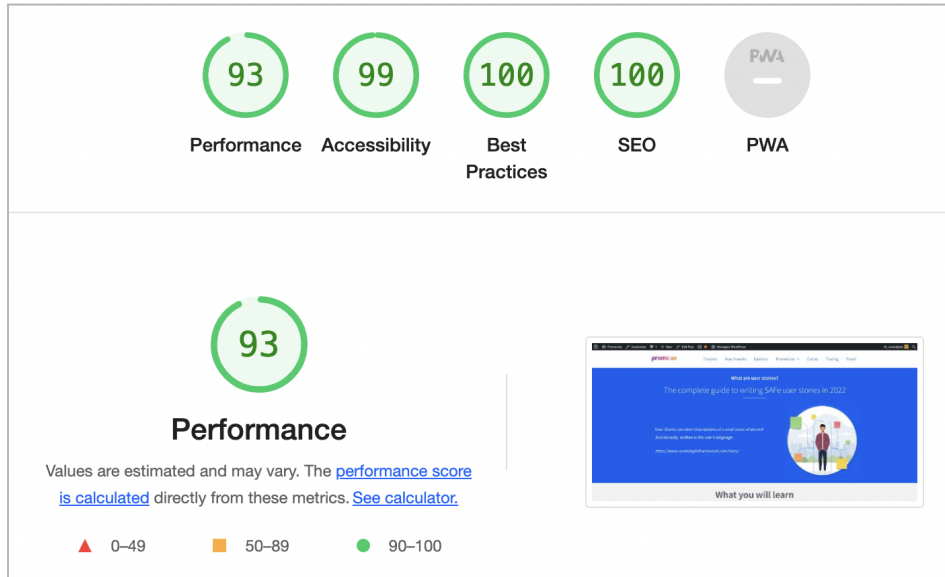 93
99
100
100
PWA
Performance
Accessibility
Best
Practices
SEO
PWA
93
Performance
Values are estimated and may vary. The performance score
is calculated directly from these metrics. See calculator.
0–49
50–89
90–100
What are user stories?
The complete guide to writing SAFe user stories in 2022
What you will learn